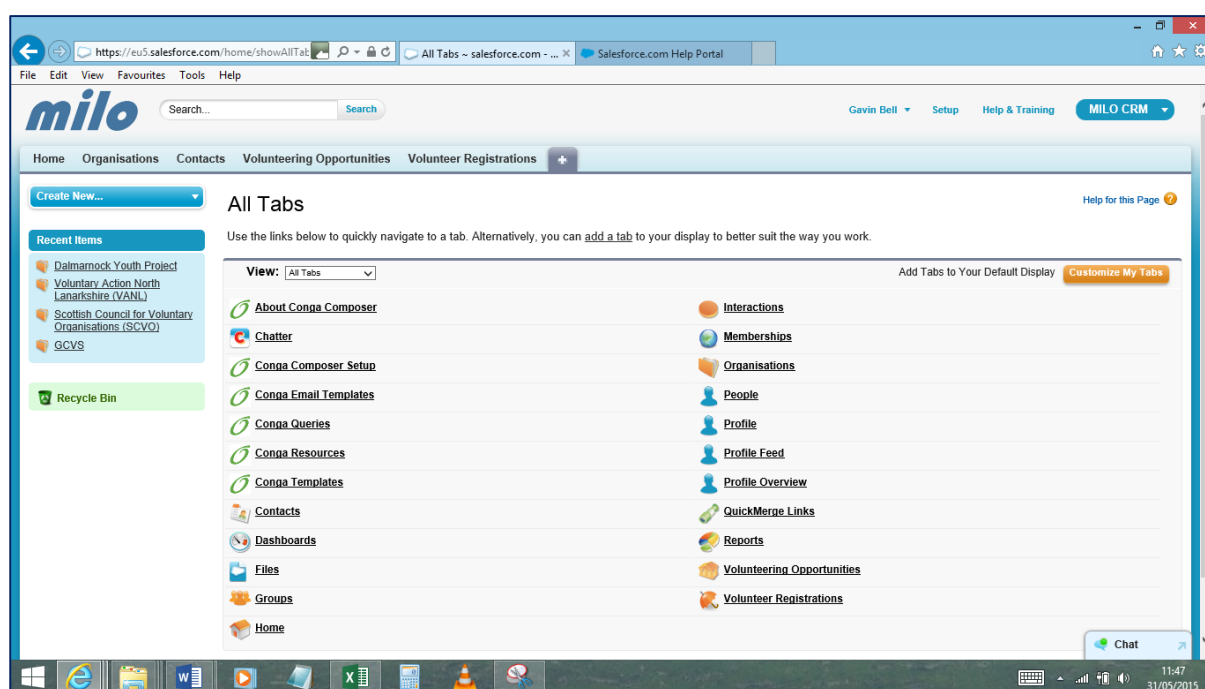 https://eu5.salesforce.com/home/showAllTab
All Tabs ~ salesforce.com - ...
Salesforce.com Help Portal
File Edit View Favourites Tools Help
milo
Search...
Search
Gavin Bell
Setup
Help & Training
MILO CRM
Home Organisations Contacts Volunteering Opportunities Volunteer Registrations +
Create New...
Recent Items
Dalmarnock Youth Project
Voluntary Action North
Lanarkshire (VANL)
Scottish Council for Voluntary
Organisations (SCVO)
GCVS
Recycle Bin
All Tabs
Help for this Page ?
Use the links below to quickly navigate to a tab. Alternatively, you can add a tab to your display to better suit the way you work.
View: All Tabs
Add Tabs to Your Default Display Customize My Tabs
About Conga Composer
Chatter
Conga Composer Setup
Conga Email Templates
Conga Queries
Conga Resources
Conga Templates
Contacts
Dashboards
Files
Groups
Home
Interactions
Memberships
Organisations
People
Profile
Profile Feed
Profile Overview
QuickMerge Links
Reports
Volunteering Opportunities
Volunteer Registrations
Chat
11:47
31/05/2015